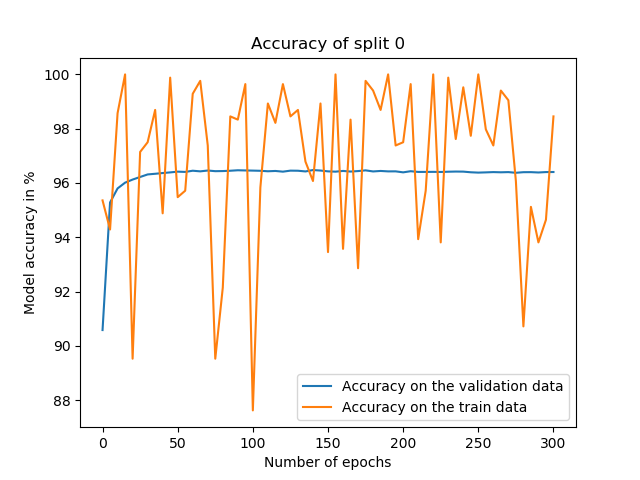 Accuracy of split 0
Model accuracy in %
100
98
96
94
92
90
88
0 50 100 150 200 250 300
Number of epochs
Accuracy on the validation data
Accuracy on the train data